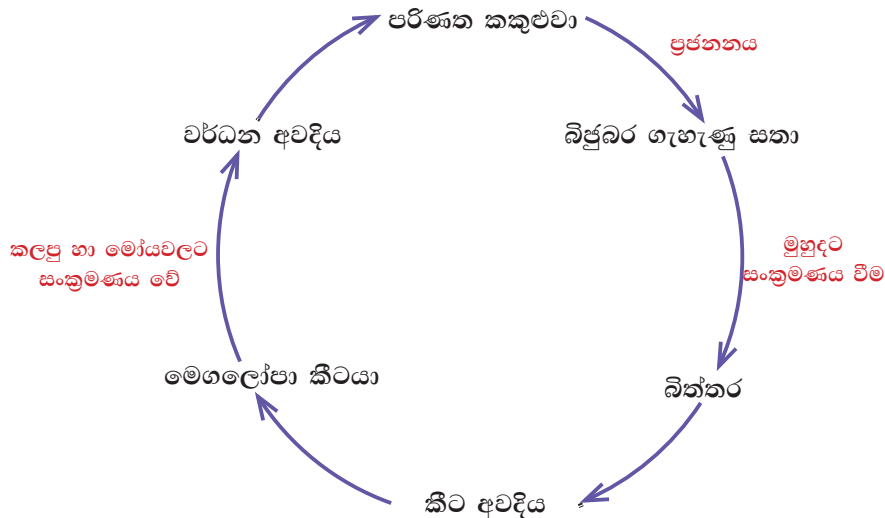 පරිණත කකුළුවා
ප්‍රජනනය
වර්ධන අවදිය
බිජුබර ගැහැණු සතා
කලපු හා මෝයවලට
සංක්‍රමණය වේ
මුහුදට
සංක්‍රමණය වීම
මෙගලෝපා කීටයා
බිත්තර
කීට අවදිය